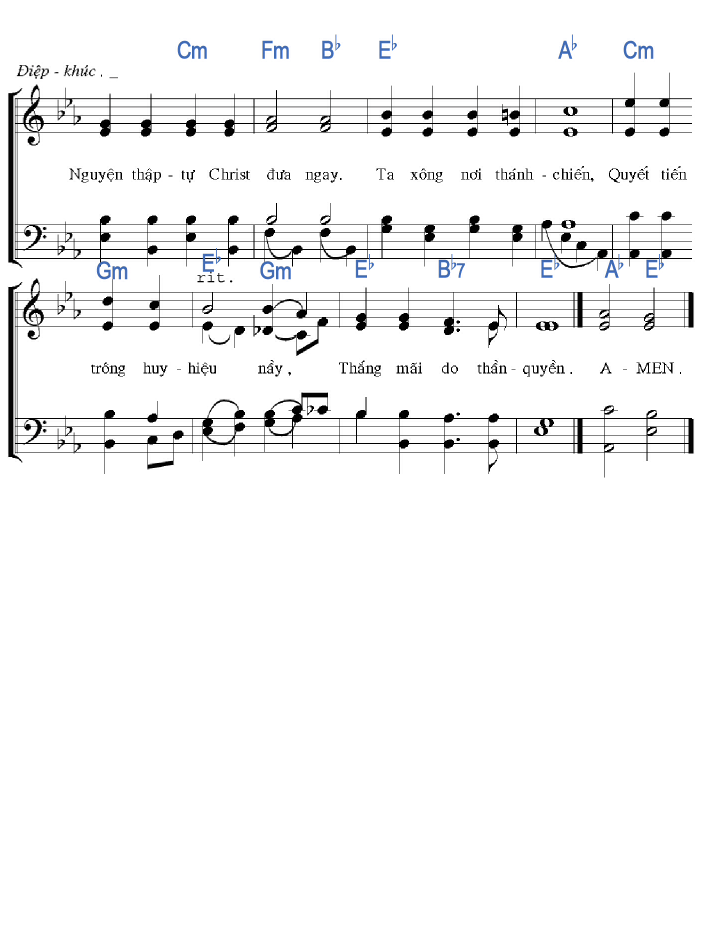 Cm Fm B♭ E♭ A♭ Cm
Điệp - khúc . _
Nguyện thập - tự Christ đưa ngay. Ta xông nơi thánh - chiến, Quyết tiến
Gm E♭ Gm E♭ B♭7 E♭ A♭ E♭
rit.
trông huy - hiệu nầy , Thắng mãi do thần - quyền . A - MEN .